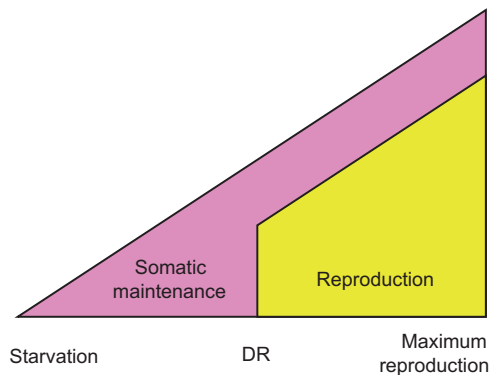 Somatic
maintenance
Reproduction
Starvation
DR
Maximum
reproduction